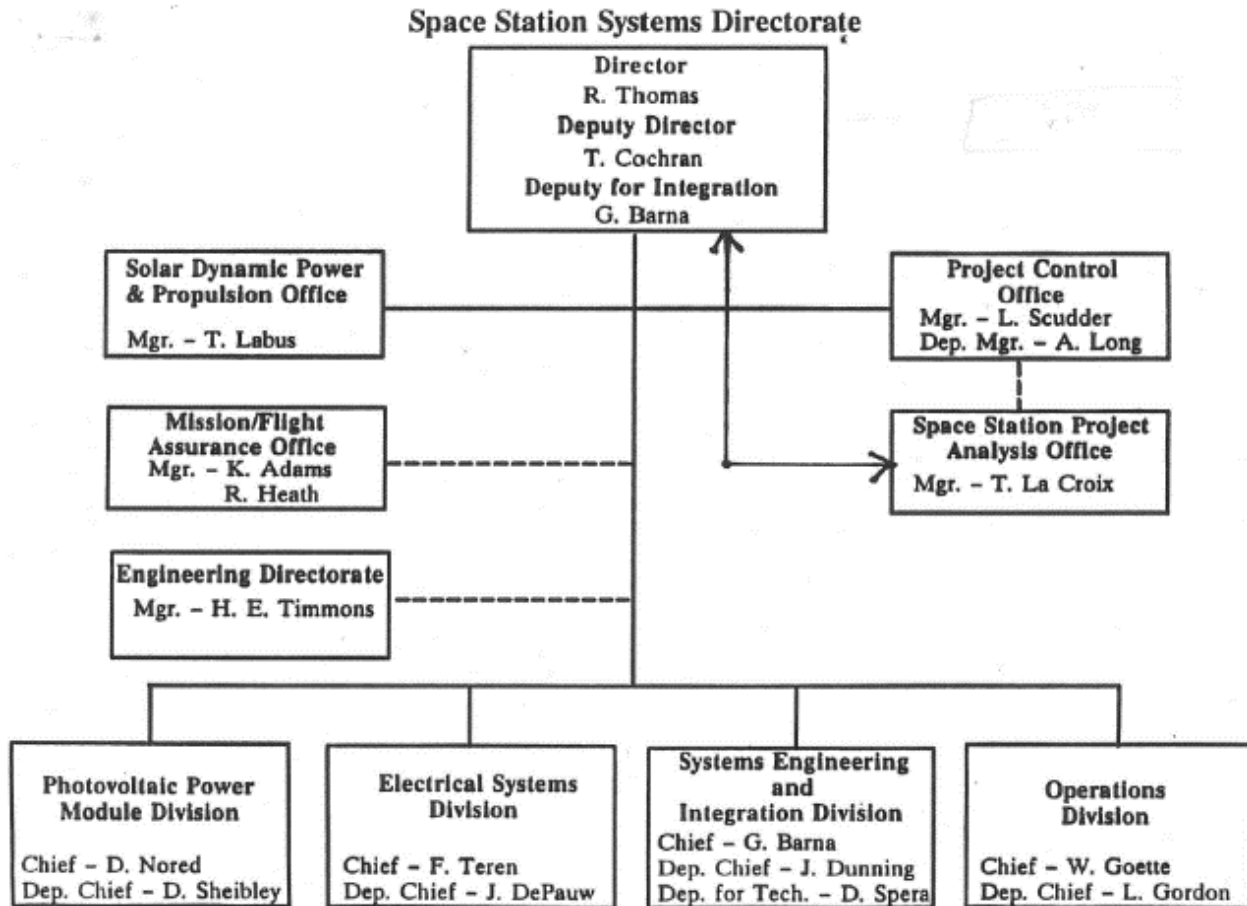 Space Station Systems Directorate
Director
R. Thomas
Deputy Director
T. Cochran
Deputy for Integration
G. Barna
Solar Dynamic Power
& Propulsion Office
Mgr. – T. Labus
Project Control
Office
Mgr. – L. Scudder
Dep. Mgr. – A. Long
Mission/Flight
Assurance Office
Mgr. – K. Adams
R. Heath
Space Station Project
Analysis Office
Mgr. – T. La Croix
Engineering Directorate
Mgr. – H. E. Timmons
Photovoltaic Power
Module Division
Chief – D. Nored
Dep. Chief – D. Sheibley
Electrical Systems
Division
Chief – F. Teren
Dep. Chief – J. DePauw
Systems Engineering
and
Integration Division
Chief – G. Barna
Dep. Chief – J. Dunning
Dep. for Tech. – D. Spera
Operations
Division
Chief – W. Goette
Dep. Chief – L. Gordon